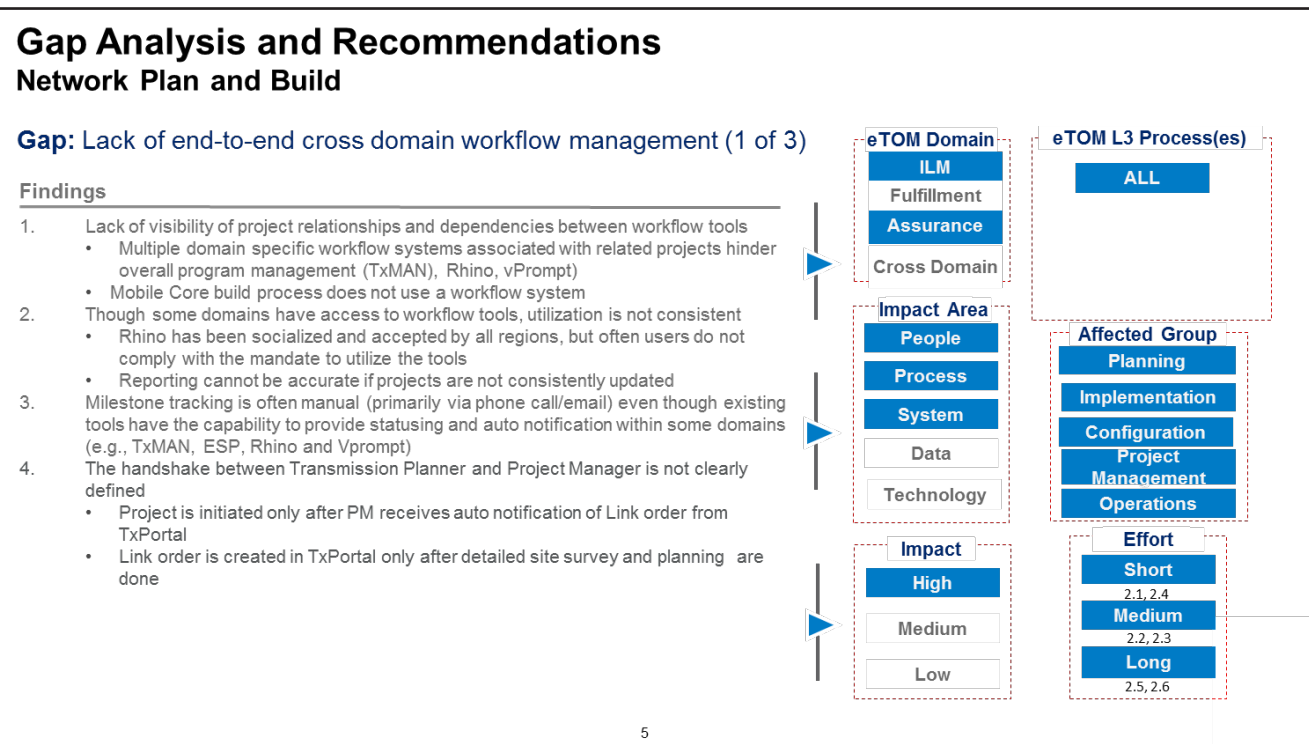 Gap Analysis and Recommendations
Network Plan and Build
Gap: Lack of end-to-end cross domain workflow management (1 of 3)
Findings
1. Lack of visibility of project relationships and dependencies between workflow tools
• Multiple domain specific workflow systems associated with related projects hinder
overall program management (TxMAN), Rhino, vPrompt)
• Mobile Core build process does not use a workflow system
2. Though some domains have access to workflow tools, utilization is not consistent
• Rhino has been socialized and accepted by all regions, but often users do not
comply with the mandate to utilize the tools
• Reporting cannot be accurate if projects are not consistently updated
3. Milestone tracking is often manual (primarily via phone call/email) even though existing
tools have the capability to provide statusing and auto notification within some domains
(e.g., TxMAN, ESP, Rhino and Vprompt)
4. The handshake between Transmission Planner and Project Manager is not clearly
defined
• Project is initiated only after PM receives auto notification of Link order from
TxPortal
• Link order is created in TxPortal only after detailed site survey and planning are
done
eTOM Domain
ILM
Fulfillment
Assurance
Cross Domain
eTOM L3 Process(es)
ALL
Impact Area
People
Process
System
Data
Technology
Affected Group
Planning
Implementation
Configuration
Project
Management
Operations
Impact
High
Medium
Low
Effort
Short
2.1, 2.4
Medium
2.2, 2.3
Long
2.5, 2.6
5